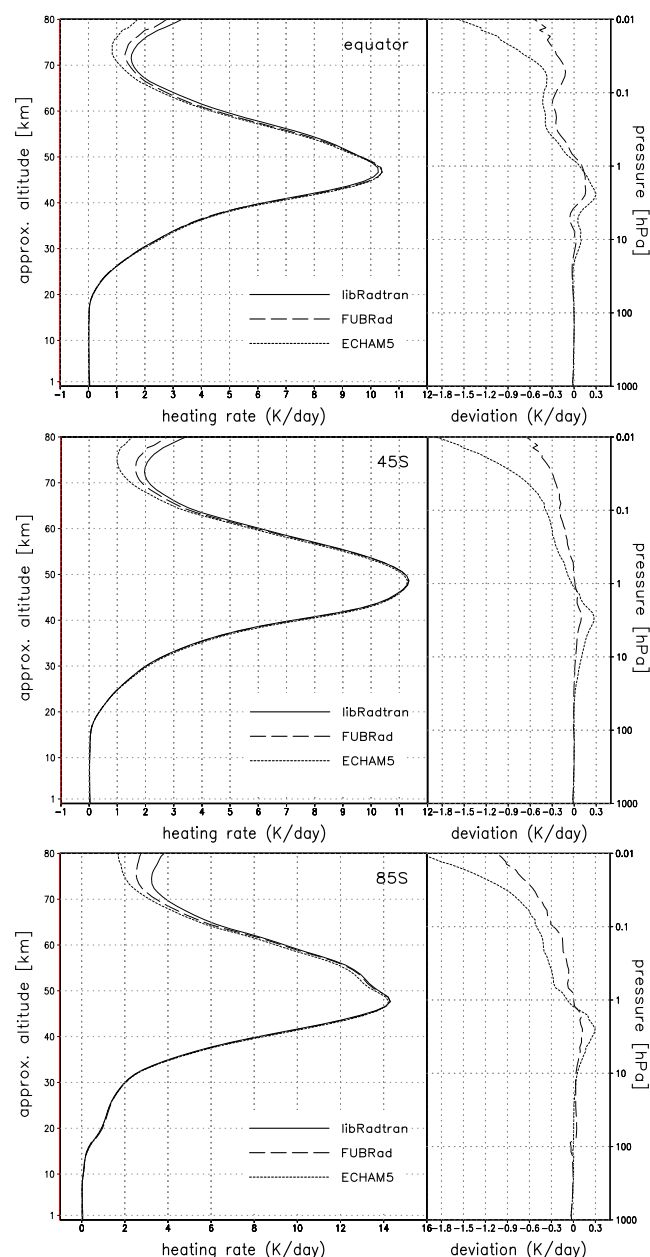 80
70
60
50
40
30
20
10
1
approx. altitude [km]
equator
libRadtran
FUBRad
ECHAM5
-1 0 1 2 3 4 5 6 7 8 9 10 11 12
heating rate (K/day)
-1.8 -1.5 -1.2 -0.9 -0.6 -0.3 0 0.3
deviation (K/day)
0.01
0.1
1
10
100
1000
pressure [hPa]
80
70
60
50
40
30
20
10
1
approx. altitude [km]
45S
libRadtran
FUBRad
ECHAM5
-1 0 1 2 3 4 5 6 7 8 9 10 11 12
heating rate (K/day)
-1.8 -1.5 -1.2 -0.9 -0.6 -0.3 0 0.3
deviation (K/day)
0.01
0.1
1
10
100
1000
pressure [hPa]
80
70
60
50
40
30
20
10
1
approx. altitude [km]
85S
libRadtran
FUBRad
ECHAM5
0 2 4 6 8 10 12 14 16
heating rate (K/day)
-1.8 -1.5 -1.2 -0.9 -0.6 -0.3 0 0.3
deviation (K/day)
0.01
0.1
1
10
100
1000
pressure [hPa]